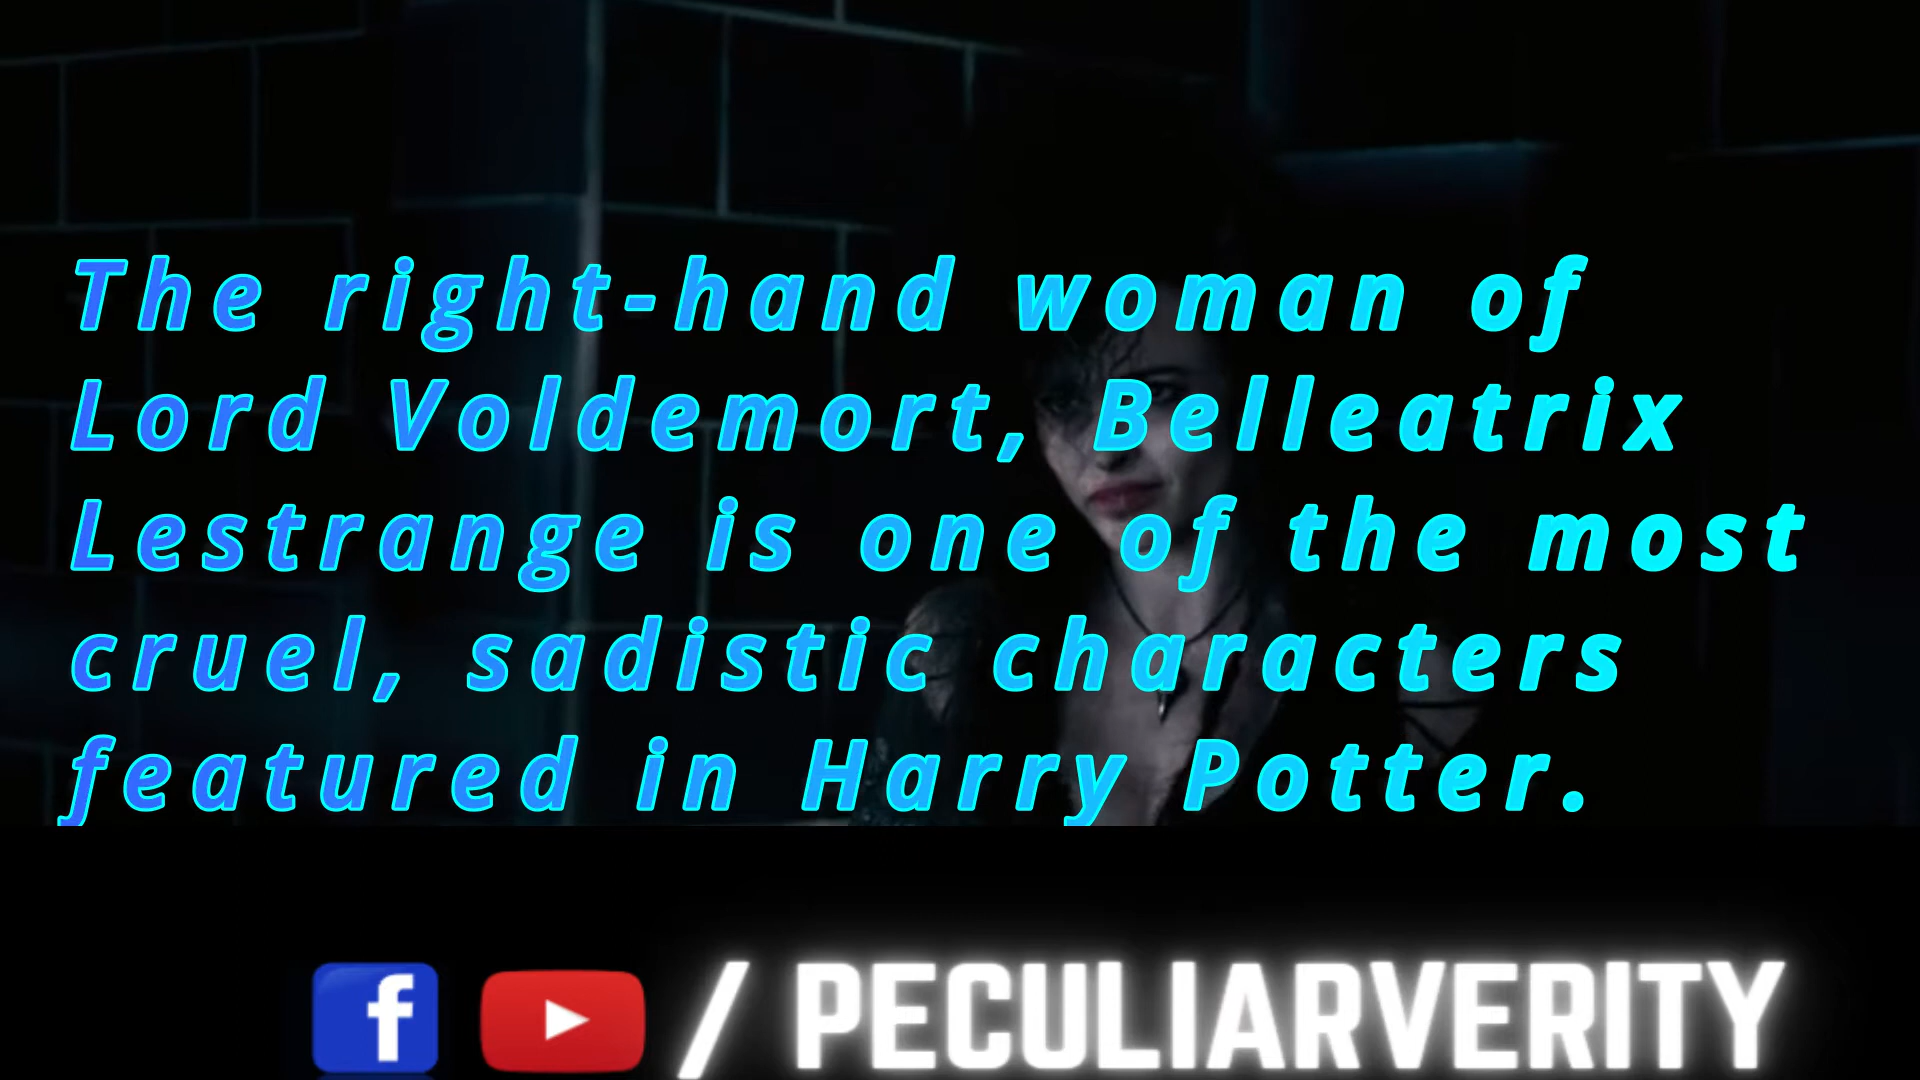 The right-hand woman of
Lord Voldemort, Belleatrix
Lestrange is one of the most
cruel, sadistic characters
featured in Harry Potter.
f / PECULIARVERITY